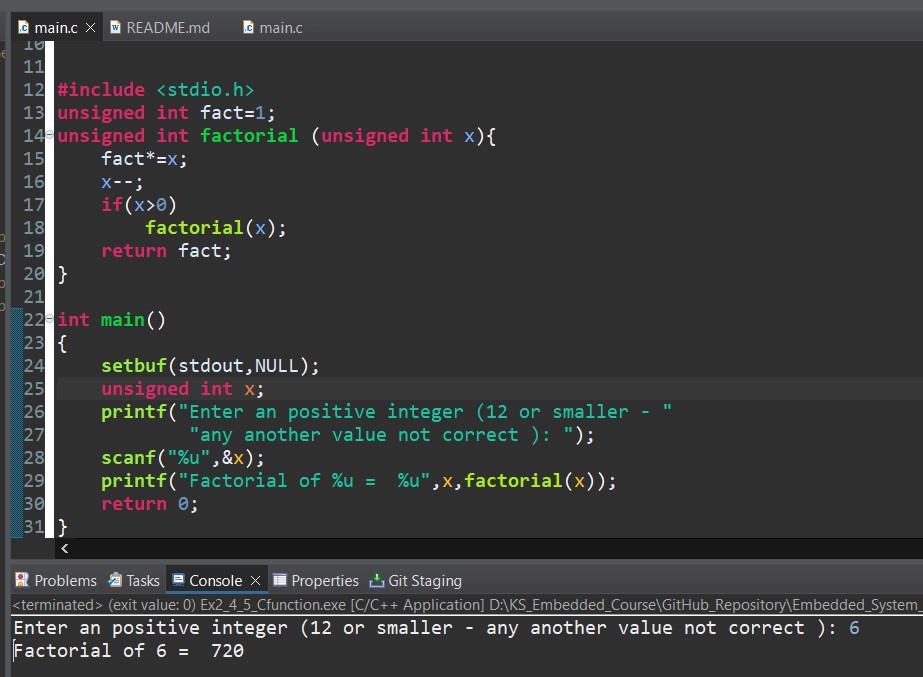 main.c README.md main.c
10
11
12 #include <stdio.h>
13 unsigned int fact=1;
14 unsigned int factorial (unsigned int x){
15     fact*=x;
16     x--;
17     if(x>0)
18         factorial(x);
19     return fact;
20 }
21
22 int main()
23 {
24     setbuf(stdout,NULL);
25     unsigned int x;
26     printf("Enter an positive integer (12 or smaller - "
27             "any another value not correct ): ");
28     scanf("%u",&x);
29     printf("Factorial of %u =  %u",x,factorial(x));
30     return 0;
31 }
Problems Tasks Console Properties Git Staging
<terminated> (exit value: 0) Ex2_4_5_Cfunction.exe [C/C++ Application] D:\KS_Embedded_Course\GitHub_Repository\Embedded_System_
Enter an positive integer (12 or smaller - any another value not correct ): 6
Factorial of 6 =  720